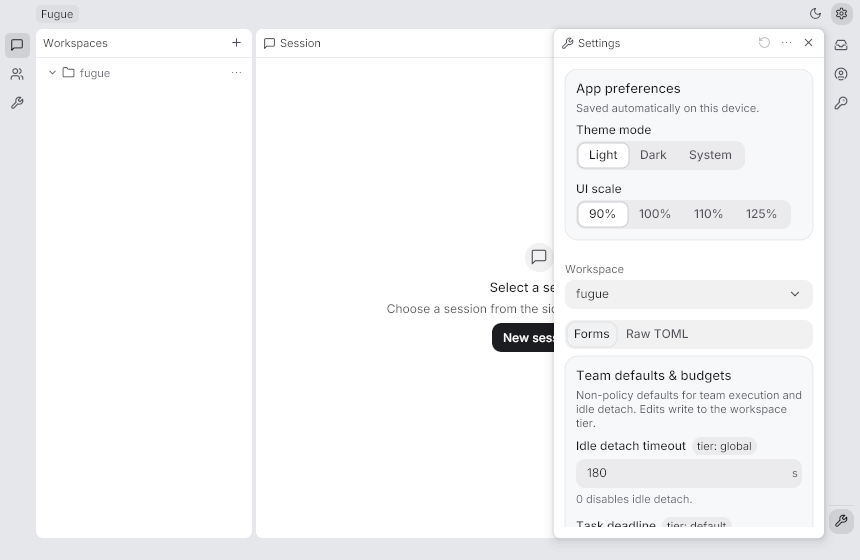 Fugue
Workspaces
fugue
Session
Select a se
Choose a session from the sid
New sess
Settings
App preferences
Saved automatically on this device.
Theme mode
Light Dark System
UI scale
90% 100% 110% 125%
Workspace
fugue
Forms Raw TOML
Team defaults & budgets
Non-policy defaults for team execution and
idle detach. Edits write to the workspace
tier.
Idle detach timeout tier: global
180 s
0 disables idle detach.
Task deadline tier: default